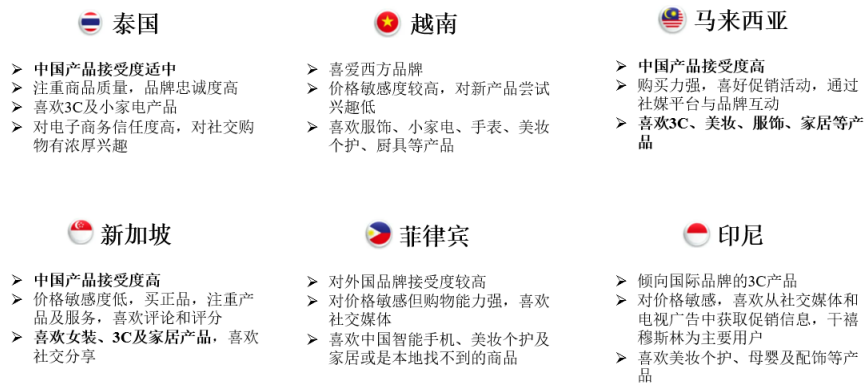 泰国
越南
马来西亚
➢ 中国产品接受度适中
➢ 注重商品质量，品牌忠诚度高
➢ 喜欢3C及小家电产品
➢ 对电子商务信任度高，对社交购
物有浓厚兴趣
➢ 喜爱西方品牌
➢ 价格敏感度较高，对新产品尝试
兴趣低
➢ 喜欢服饰、小家电、手表、美妆
个护、厨具等产品
➢ 中国产品接受度高
➢ 购买力强，喜好促销活动，通过
社媒平台与品牌互动
➢ 喜欢3C、美妆、服饰、家居等产
品
新加坡
菲律宾
印尼
➢ 中国产品接受度高
➢ 价格敏感度低，买正品，注重产
品及服务，喜欢评论和评分
➢ 喜欢女装、3C及家居产品，喜欢
社交分享
➢ 对外国品牌接受度较高
➢ 对价格敏感但购物能力强，喜欢
社交媒体
➢ 喜欢中国智能手机、美妆个护及
家居或是本地找不到的商品
➢ 倾向国际品牌的3C产品
➢ 对价格敏感，喜欢从社交媒体和
电视广告中获取促销信息，干禧
穆斯林为主要用户
➢ 喜欢美妆个护、母婴及配饰等产
品